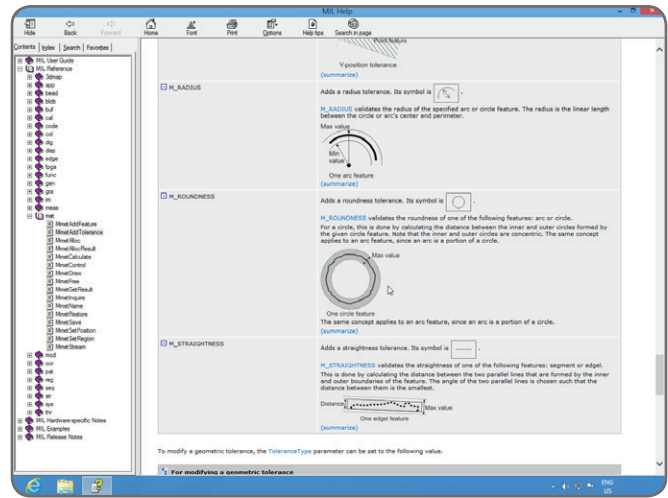 MIL Help
Hide
Back
Forward
Home
Font
Print
Options
Help tips
Search in page
Contents
Index
Search
Favorites
MIL User Guide
MIL Reference
3dmap
app
bead
blob
buf
cal
code
col
dig
disp
edge
fpga
func
gen
gra
im
meas
met
MmetAddFeature
MmetAddTolerance
MmetAlloc
MmetAllocResult
MmetCalculate
MmetControl
MmetDraw
MmetFree
MmetGetResult
MmetInquire
MmetName
MmetRestore
MmetSave
MmetSetPosition
MmetSetRegion
MmetStream
mod
ocr
pat
reg
seq
str
sys
thr
MIL Hardware-specific Notes
MIL Examples
MIL Release Notes
Point feature
Y-position tolerance
(summarize)
M_RADIUS
Adds a radius tolerance. Its symbol is .
M_RADIUS validates the radius of the specified arc or circle feature. The radius is the linear length
between the circle or arc's center and perimeter.
Max value
Min
value
One arc feature
(summarize)
M_ROUNDNESS
Adds a roundness tolerance. Its symbol is .
M_ROUNDNESS validates the roundness of one of the following features: arc or circle.
For a circle, this is done by calculating the distance between the inner and outer circles formed by
the given circle feature. Note that the inner and outer circles are concentric. The same concept
applies to an arc feature, since an arc is a portion of a circle.
Max value
One circle feature
The same concept applies to an arc feature, since an arc is a portion of a circle.
(summarize)
M_STRAIGHTNESS
Adds a straightness tolerance. Its symbol is .
M_STRAIGHTNESS validates the straightness of one of the following features: segment or edgel.
This is done by calculating the distance between the two parallel lines that are formed by the inner
and outer boundaries of the feature. The angle of the two parallel lines is chosen such that the
distance between them is the smallest.
Distance
Max value
One edgel feature
(summarize)
To modify a geometric tolerance, the ToleranceType parameter can be set to the following value.
For modifying a geometric tolerance
ENG
US